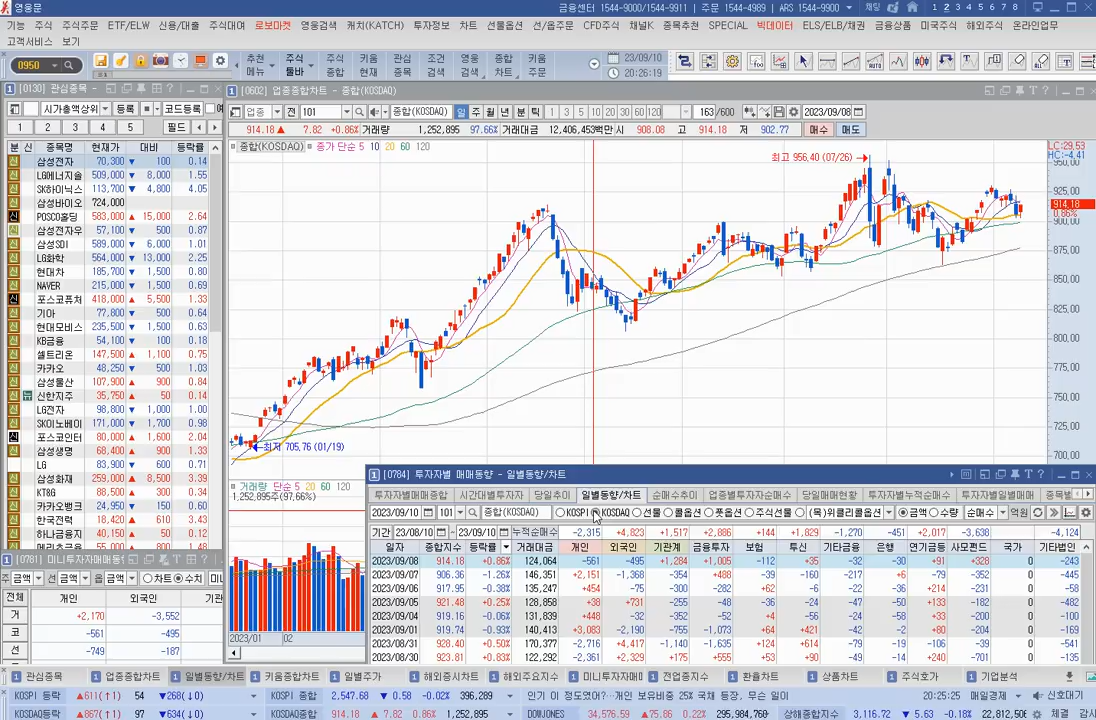 영웅문
금융센터 1544-9000/1544-9911 | 주문 1544-4989 | ARS 1544-9900 채팅 1 2 3 4 5 6 7 8
기능 주식 주식주문 ETF/ELW 신용/대출 주식대여 로보마켓 영웅검색 캐치(KATCH) 투자정보 차트 선물옵션 선/옵주문 CFD주식 채널K 종목추천 SPECIAL 빅데이터 ELS/ELB/채권 금융상품 미국주식 해외주식 온라인업무
고객서비스 보기
0950 추천 메뉴 주식 툴바 주식 종합 키움 현재 관심 종목 조건 검색 영웅 검색 종합 차트 키움 주문 23/09/10 20:26:19
[0130] 관심종목
시가총액상위 등록 코드등록
1 2 3 4 5 필드
분 신 종목명 현재가 대비 등락률
삼성전자 70,300 ▼ 100 0.14
LG에너지솔 509,000 ▼ 8,000 1.55
SK하이닉스 113,700 ▼ 4,800 4.05
삼성바이오 724,000
POSCO홀딩 583,000 ▲ 15,000 2.64
삼성전자우 57,100 ▼ 500 0.87
삼성SDI 589,000 ▼ 6,000 1.01
LG화학 564,000 ▼ 13,000 2.25
현대차 185,700 ▼ 1,500 0.80
NAVER 215,000 ▼ 1,500 0.69
포스코퓨처 418,000 ▲ 5,500 1.33
기아 77,800 ▼ 500 0.64
현대모비스 235,500 ▼ 1,500 0.63
KB금융 54,100 ▼ 100 0.18
셀트리온 147,500 ▲ 1,100 0.75
카카오 48,250 ▼ 500 1.03
삼성물산 107,900 ▲ 900 0.84
신한지주 35,750 ▲ 50 0.14
LG전자 98,800 ▼ 1,000 1.00
SK이노베이 171,000 ▼ 1,700 0.98
포스코인터 80,000 ▲ 1,600 2.04
삼성생명 68,400 ▲ 900 1.33
LG 83,900 ▼ 600 0.71
삼성화재 259,000 ▲ 8,500 3.39
KT&G 88,500 ▲ 300 0.34
카카오뱅크 24,950 ▼ 150 0.60
한국전력 18,420 ▲ 610 3.43
[0602] 업종종합차트 - 종합(KOSDAQ)
업종 전 101 종합(KOSDAQ) 일 주 월 년 분 틱 1 3 5 10 15 20 30 60 120 163 /600 2023/09/08
914.18 ▲ 7.82 +0.86% 거래량 1,252,895 97.66% 거래대금 12,406,453백만 시 908.08 고 914.18 저 902.77 매수 매도
종합(KOSDAQ) 종가 단순 5 10 20 60 120
최고 956.40 (07/26)
LC:29.53
HC:-4.41
950.00
925.00
914.18
0.86%
900.00
875.00
850.00
825.00
800.00
775.00
750.00
725.00
700.00
최저 705.76 (01/19)
거래량 단순 5 20 60 120
1,252,895주(97.66%)
2023/01 02
[0784] 투자자별 매매동향 - 일별동향/차트
투자자별매매종합 시간대별투자자 당일추이 일별동향/차트 순매수추이 업종별투자자순매수 당일매매현황 투자자별누적순매수 투자자별일별매매
2023/09/10 101 종합(KOSDAQ) KOSPI KOSDAQ 선물 콜옵션 풋옵션 주식선물 (목)위클리콜옵션 금액 수량 순매수 억원
기간 23/08/10 ~ 23/09/10 누적순매수 -2,315 +4,823 +1,517 +2,886 +144 +1,829 -1,270 -451 +2,017 -3,638 -4,124
일자 종합지수 등락률 거래대금 개인 외국인 기관계 금융투자 보험 투신 기타금융 은행 연기금등 사모펀드 국가 기타법인
2023/09/08 914.18 +0.86% 124,064 -561 -495 +1,284 +1,005 -112 +35 -32 -30 +91 +328 0 -243
2023/09/07 906.36 -1.26% 146,351 +2,151 -1,368 -354 +488 -39 -160 -217 +6 -79 -352 0 -445
2023/09/06 917.95 -0.38% 135,247 +454 -75 -300 -282 -62 +6 -22 -36 +214 -231 0 -58
2023/09/05 921.48 +0.25% 128,558 +38 +731 -255 -48 -36 -24 -47 -50 +133 -182 0 -482
2023/09/04 919.16 -0.06% 131,839 +448 -32 -352 -52 +4 -56 -24 -58 +33 -200 0 -100
2023/09/01 919.74 -0.93% 140,413 +3,083 -2,190 -755 -1,073 +64 +421 -42 -2 +80 -204 0 -169
2023/08/31 928.40 +0.50% 170,377 -2,716 +4,417 -1,140 -1,635 +124 +614 -91 -19 -106 -39 0 -541
2023/08/30 923.81 +0.83% 122,292 -2,361 +2,329 +175 +555 +53 +31 -49 -14 +240 -701 0 -135
[0781] 미니투자자매매동
주 금액 선 금액 옵 금액 차트 수치
전체 개인 외국인
거 +2,170 -3,552
코 -561 -495
선 -749 -187
관심종목 업종종합차트 일별동향/차트 키움종합차트 일별주가 해외증시차트 해외주요지수 미니투자자매매 전업종지수 환율차트 상품차트 주식호가 기업분석
KOSPI 등락 ▲611(↑1) 54 ▼268(↓0) KOSPI 종합 2,547.68 ▼ 0.58 -0.02% 396,289 인기 이 정도였어?…개인 보유비중 25% 국채 등장, 무슨 일이 20:25:25 매일경제 신호대기
KOSDAQ등락 ▲867(↑1) 97 ▼634(↓0) KOSDAQ종합 914.18 ▲ 7.82 +0.86% 1,252,895 DOWJONES 34,576.59 ▲75.86 0.22% 295,984,760 상해종합지수 3,116.72 ▼ 5.63 -0.18% 22,812,506 체결